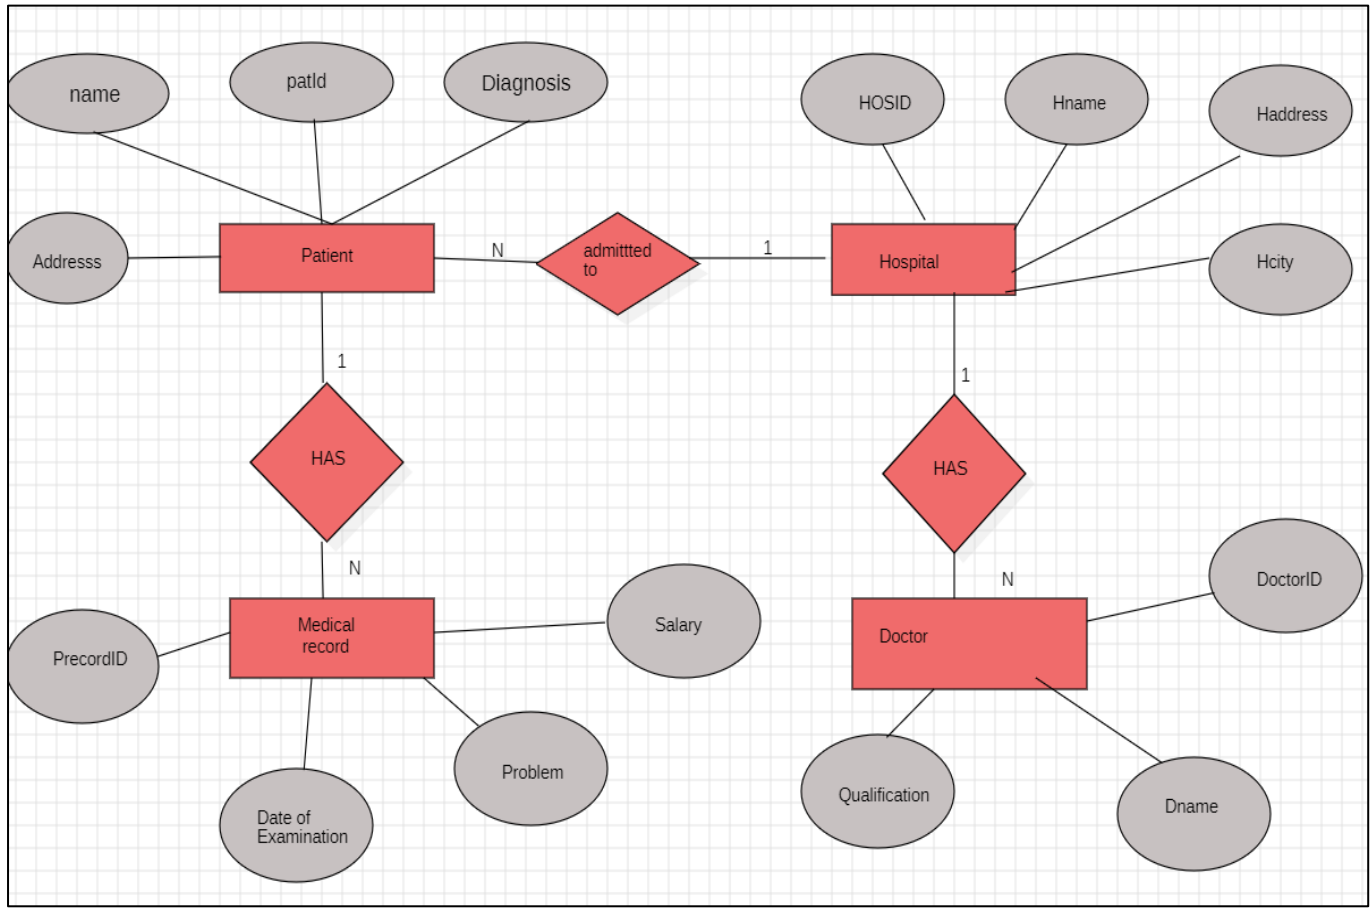 name
patId
Diagnosis
HOSID
Hname
Haddress
Addresss
Patient
N
admittted
to
1
Hospital
Hcity
1
1
HAS
HAS
N
N
DoctorID
Medical
record
Salary
Doctor
PrecordID
Problem
Qualification
Dname
Date of
Examination